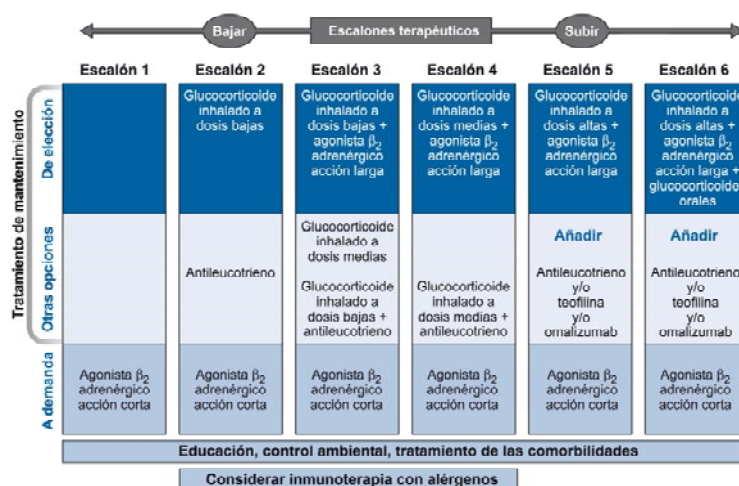 Bajar
Escalones terapéuticos
Subir
Escalón 1
Escalón 2
Escalón 3
Escalón 4
Escalón 5
Escalón 6
Tratamiento de mantenimiento
De elección
Glucocorticoide
inhalado a
dosis bajas
Glucocorticoide
inhalado a
dosis bajas +
agonista β2
adrenérgico
acción larga
Glucocorticoide
inhalado a
dosis medias +
agonista β2
adrenérgico
acción larga
Glucocorticoide
inhalado a
dosis altas +
agonista β2
adrenérgico
acción larga
Glucocorticoide
inhalado a
dosis altas +
agonista β2
adrenérgico
acción larga +
glucocorticoides
orales
Otras opciones
Antileucotrieno
Glucocorticoide
inhalado a
dosis medias
Glucocorticoide
inhalado a
dosis bajas +
antileucotrieno
Glucocorticoide
inhalado a
dosis medias +
antileucotrieno
Añadir
Antileucotrieno
y/o
teofilina
y/o
omalizumab
Añadir
Antileucotrieno
y/o
teofilina
y/o
omalizumab
A demanda
Agonista β2
adrenérgico
acción corta
Agonista β2
adrenérgico
acción corta
Agonista β2
adrenérgico
acción corta
Agonista β2
adrenérgico
acción corta
Agonista β2
adrenérgico
acción corta
Agonista β2
adrenérgico
acción corta
Educación, control ambiental, tratamiento de las comorbilidades
Considerar inmunoterapia con alérgenos